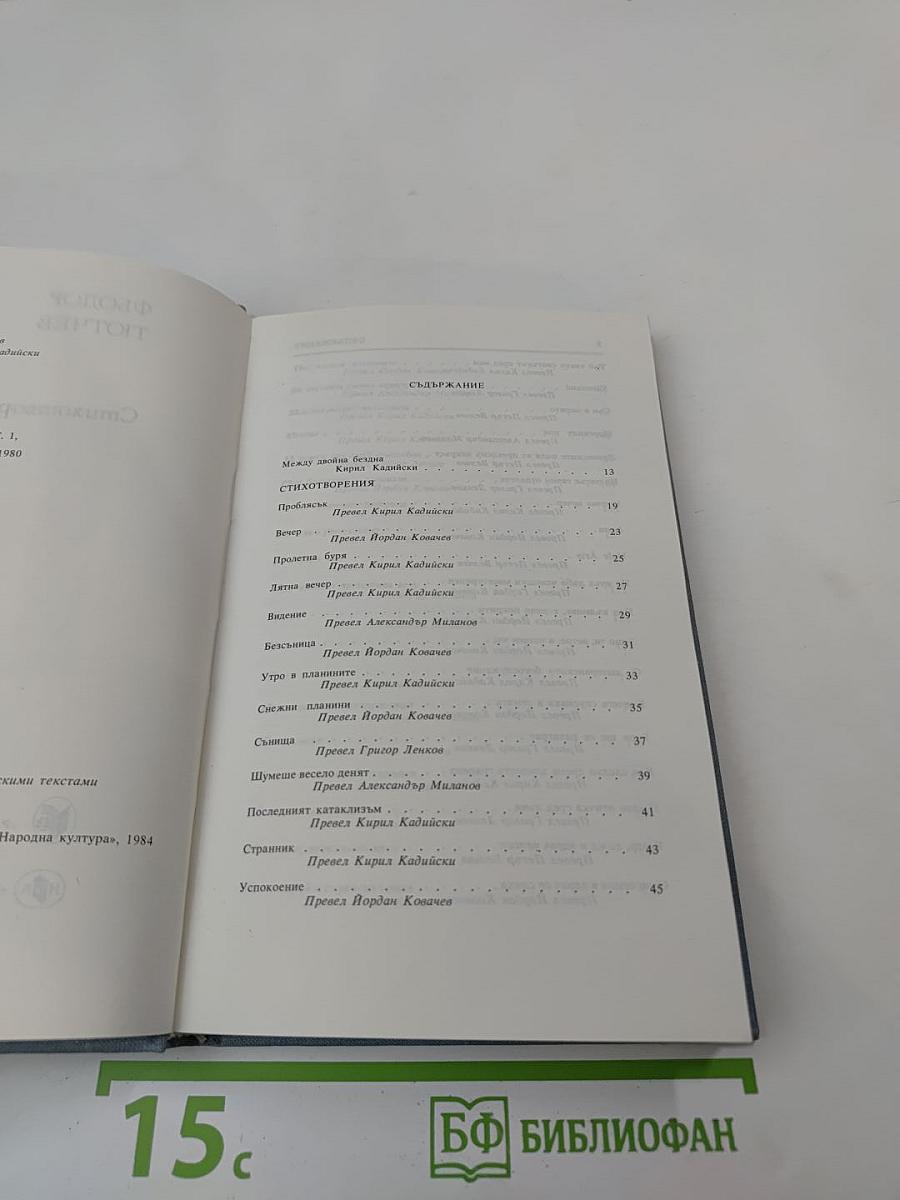 ФЬОДОР
ТЮТЧЕВ
в
адийски
Стихотвор
. 1,
1980
скими текстами
Народна култура», 1984
СЪДЪРЖАНИЕ
Между двойна бездна
Кирил Кадийски . . . . . . . . . . . . 13
СТИХОТВОРЕНИЯ
Проблясък . . . . . . . . . . . . 19
Превел Кирил Кадийски
Вечер . . . . . . . . . . . . 23
Превел Йордан Ковачев
Пролетна буря . . . . . . . . . . . . 25
Превел Кирил Кадийски
Лятна вечер . . . . . . . . . . . . 27
Превел Кирил Кадийски
Видение . . . . . . . . . . . . 29
Превел Александър Миланов
Безсъница . . . . . . . . . . . . 31
Превел Йордан Ковачев
Утро в планините . . . . . . . . . . . . 33
Превел Кирил Кадийски
Снежни планини . . . . . . . . . . . . 35
Превел Йордан Ковачев
Сънища . . . . . . . . . . . . 37
Превел Григор Ленков
Шумеше весело денят . . . . . . . . . . . . 39
Превел Александър Миланов
Последният катаклизъм . . . . . . . . . . . . 41
Превел Кирил Кадийски
Странник . . . . . . . . . . . . 43
Превел Кирил Кадийски
Успокоение . . . . . . . . . . . . 45
Превел Йордан Ковачев
15 с
БФ БИБЛИОФАН